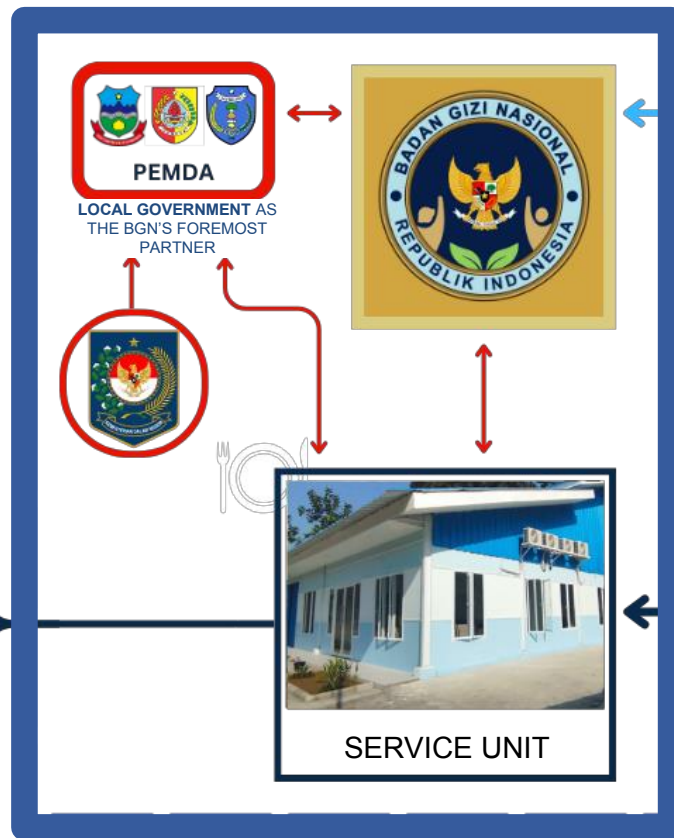 PEMDA
LOCAL GOVERNMENT AS
THE BGN'S FOREMOST
PARTNER
BADAN GIZI NASIONAL
REPUBLIK INDONESIA
SERVICE UNIT